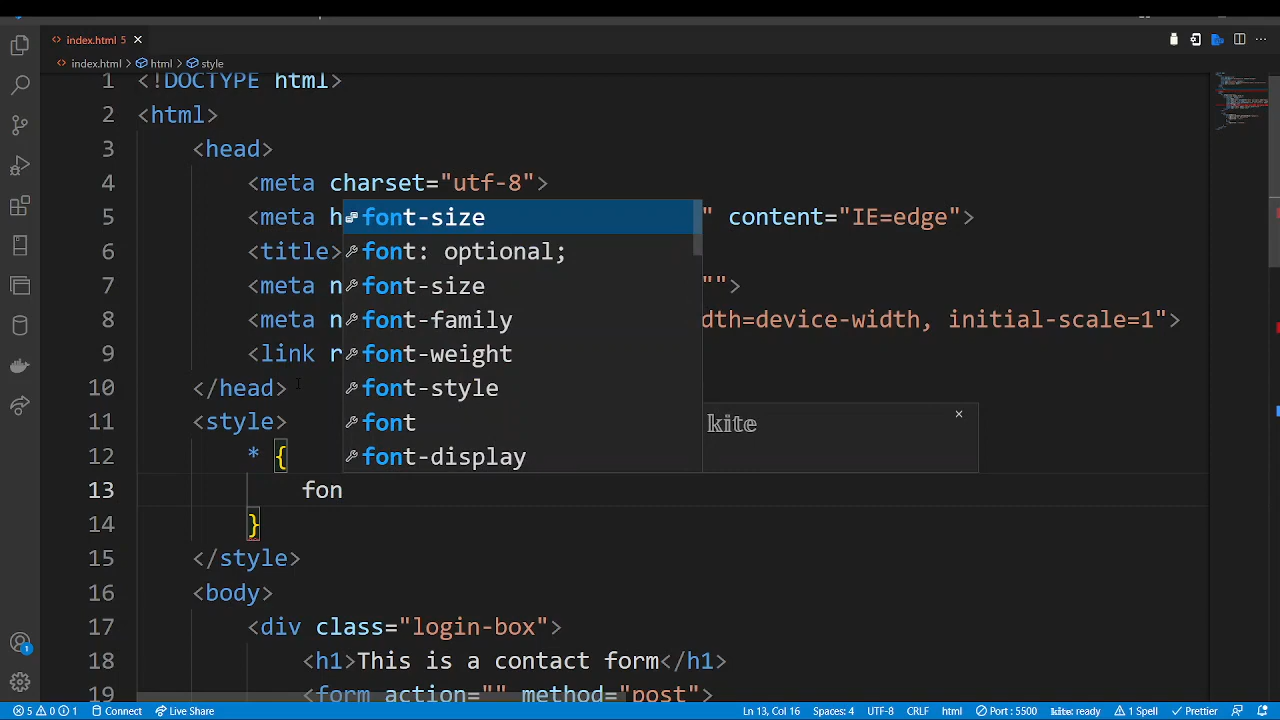 index.html 5
index.html > html > style
1 <!DOCTYPE html>
2 <html>
3 <head>
4 <meta charset="utf-8">
5 <meta h " content="IE=edge">
6 <title>
7 <meta n "">
8 <meta n dth=device-width, initial-scale=1">
9 <link r
10 </head>
11 <style>
12 * {
13 fon
14 }
15 </style>
16 <body>
17 <div class="login-box">
18 <h1>This is a contact form</h1>
19 <form action="" method="post">
font-size
font: optional;
font-size
font-family
font-weight
font-style
font
font-display
kite
1
5 0 1 Connect Live Share Ln 13, Col 16 Spaces: 4 UTF-8 CRLF html Port : 5500 kite: ready 1 Spell Prettier